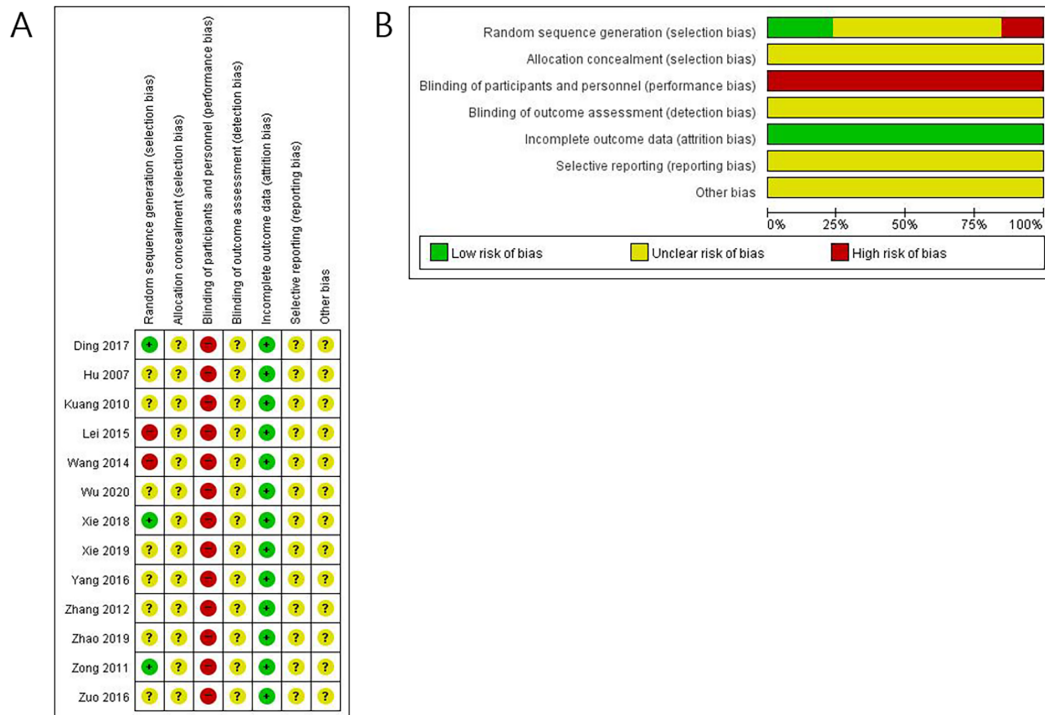 A
Random sequence generation (selection bias)
Allocation concealment (selection bias)
Blinding of participants and personnel (performance bias)
Blinding of outcome assessment (detection bias)
Incomplete outcome data (attrition bias)
Selective reporting (reporting bias)
Other bias
Ding 2017 + ? – ? + ? ?
Hu 2007 ? ? – ? + ? ?
Kuang 2010 ? ? – ? + ? ?
Lei 2015 – ? – ? + ? ?
Wang 2014 – ? – ? + ? ?
Wu 2020 ? ? – ? + ? ?
Xie 2018 + ? – ? + ? ?
Xie 2019 ? ? – ? + ? ?
Yang 2016 ? ? – ? + ? ?
Zhang 2012 ? ? – ? + ? ?
Zhao 2019 ? ? – ? + ? ?
Zong 2011 + ? – ? + ? ?
Zuo 2016 ? ? – ? + ? ?
B
Random sequence generation (selection bias)
Allocation concealment (selection bias)
Blinding of participants and personnel (performance bias)
Blinding of outcome assessment (detection bias)
Incomplete outcome data (attrition bias)
Selective reporting (reporting bias)
Other bias
0% 25% 50% 75% 100%
Low risk of bias Unclear risk of bias High risk of bias